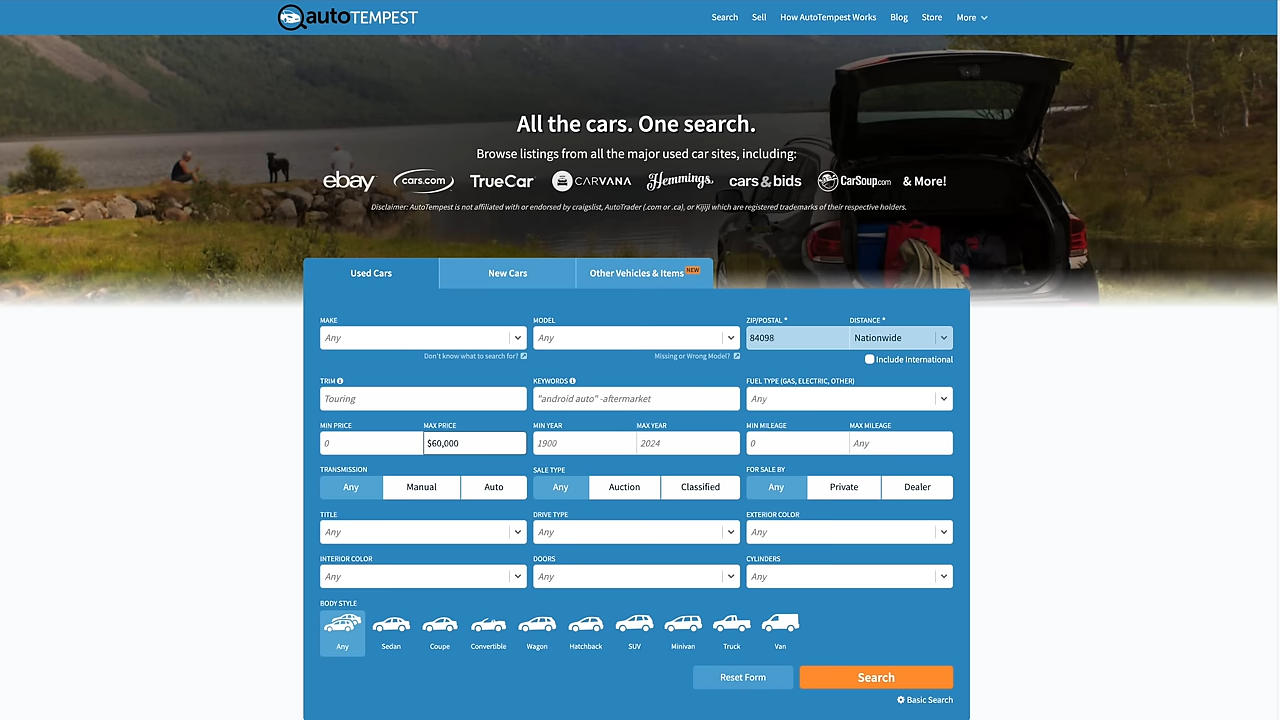 autoTEMPEST
Search Sell How AutoTempest Works Blog Store More
All the cars. One search.
Browse listings from all the major used car sites, including:
ebay cars.com TrueCar CARVANA Hemmings. cars & bids CarSoup.com & More!
Disclaimer: AutoTempest is not affiliated with or endorsed by craigslist, AutoTrader (.com or .ca), or Kijiji which are registered trademarks of their respective holders.
Used Cars New Cars Other Vehicles & Items NEW
MAKE MODEL ZIP/POSTAL * DISTANCE *
Any Any 84098 Nationwide
Don't know what to search for? Missing or Wrong Model? Include International
TRIM KEYWORDS FUEL TYPE (GAS, ELECTRIC, OTHER)
Touring "android auto" -aftermarket Any
MIN PRICE MAX PRICE MIN YEAR MAX YEAR MIN MILEAGE MAX MILEAGE
0 $60,000 1900 2024 0 Any
TRANSMISSION SALE TYPE FOR SALE BY
Any Manual Auto Any Auction Classified Any Private Dealer
TITLE DRIVE TYPE EXTERIOR COLOR
Any Any Any
INTERIOR COLOR DOORS CYLINDERS
Any Any Any
BODY STYLE
Any Sedan Coupe Convertible Wagon Hatchback SUV Minivan Truck Van
Reset Form Search
Basic Search